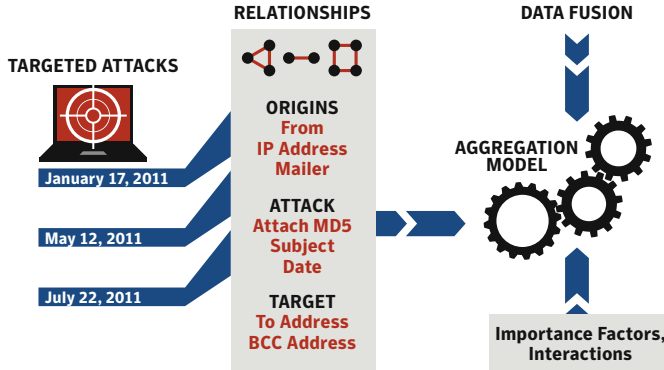 TARGETED ATTACKS
January 17, 2011
May 12, 2011
July 22, 2011
RELATIONSHIPS
ORIGINS
From
IP Address
Mailer
ATTACK
Attach MD5
Subject
Date
TARGET
To Address
BCC Address
DATA FUSION
AGGREGATION
MODEL
Importance Factors,
Interactions